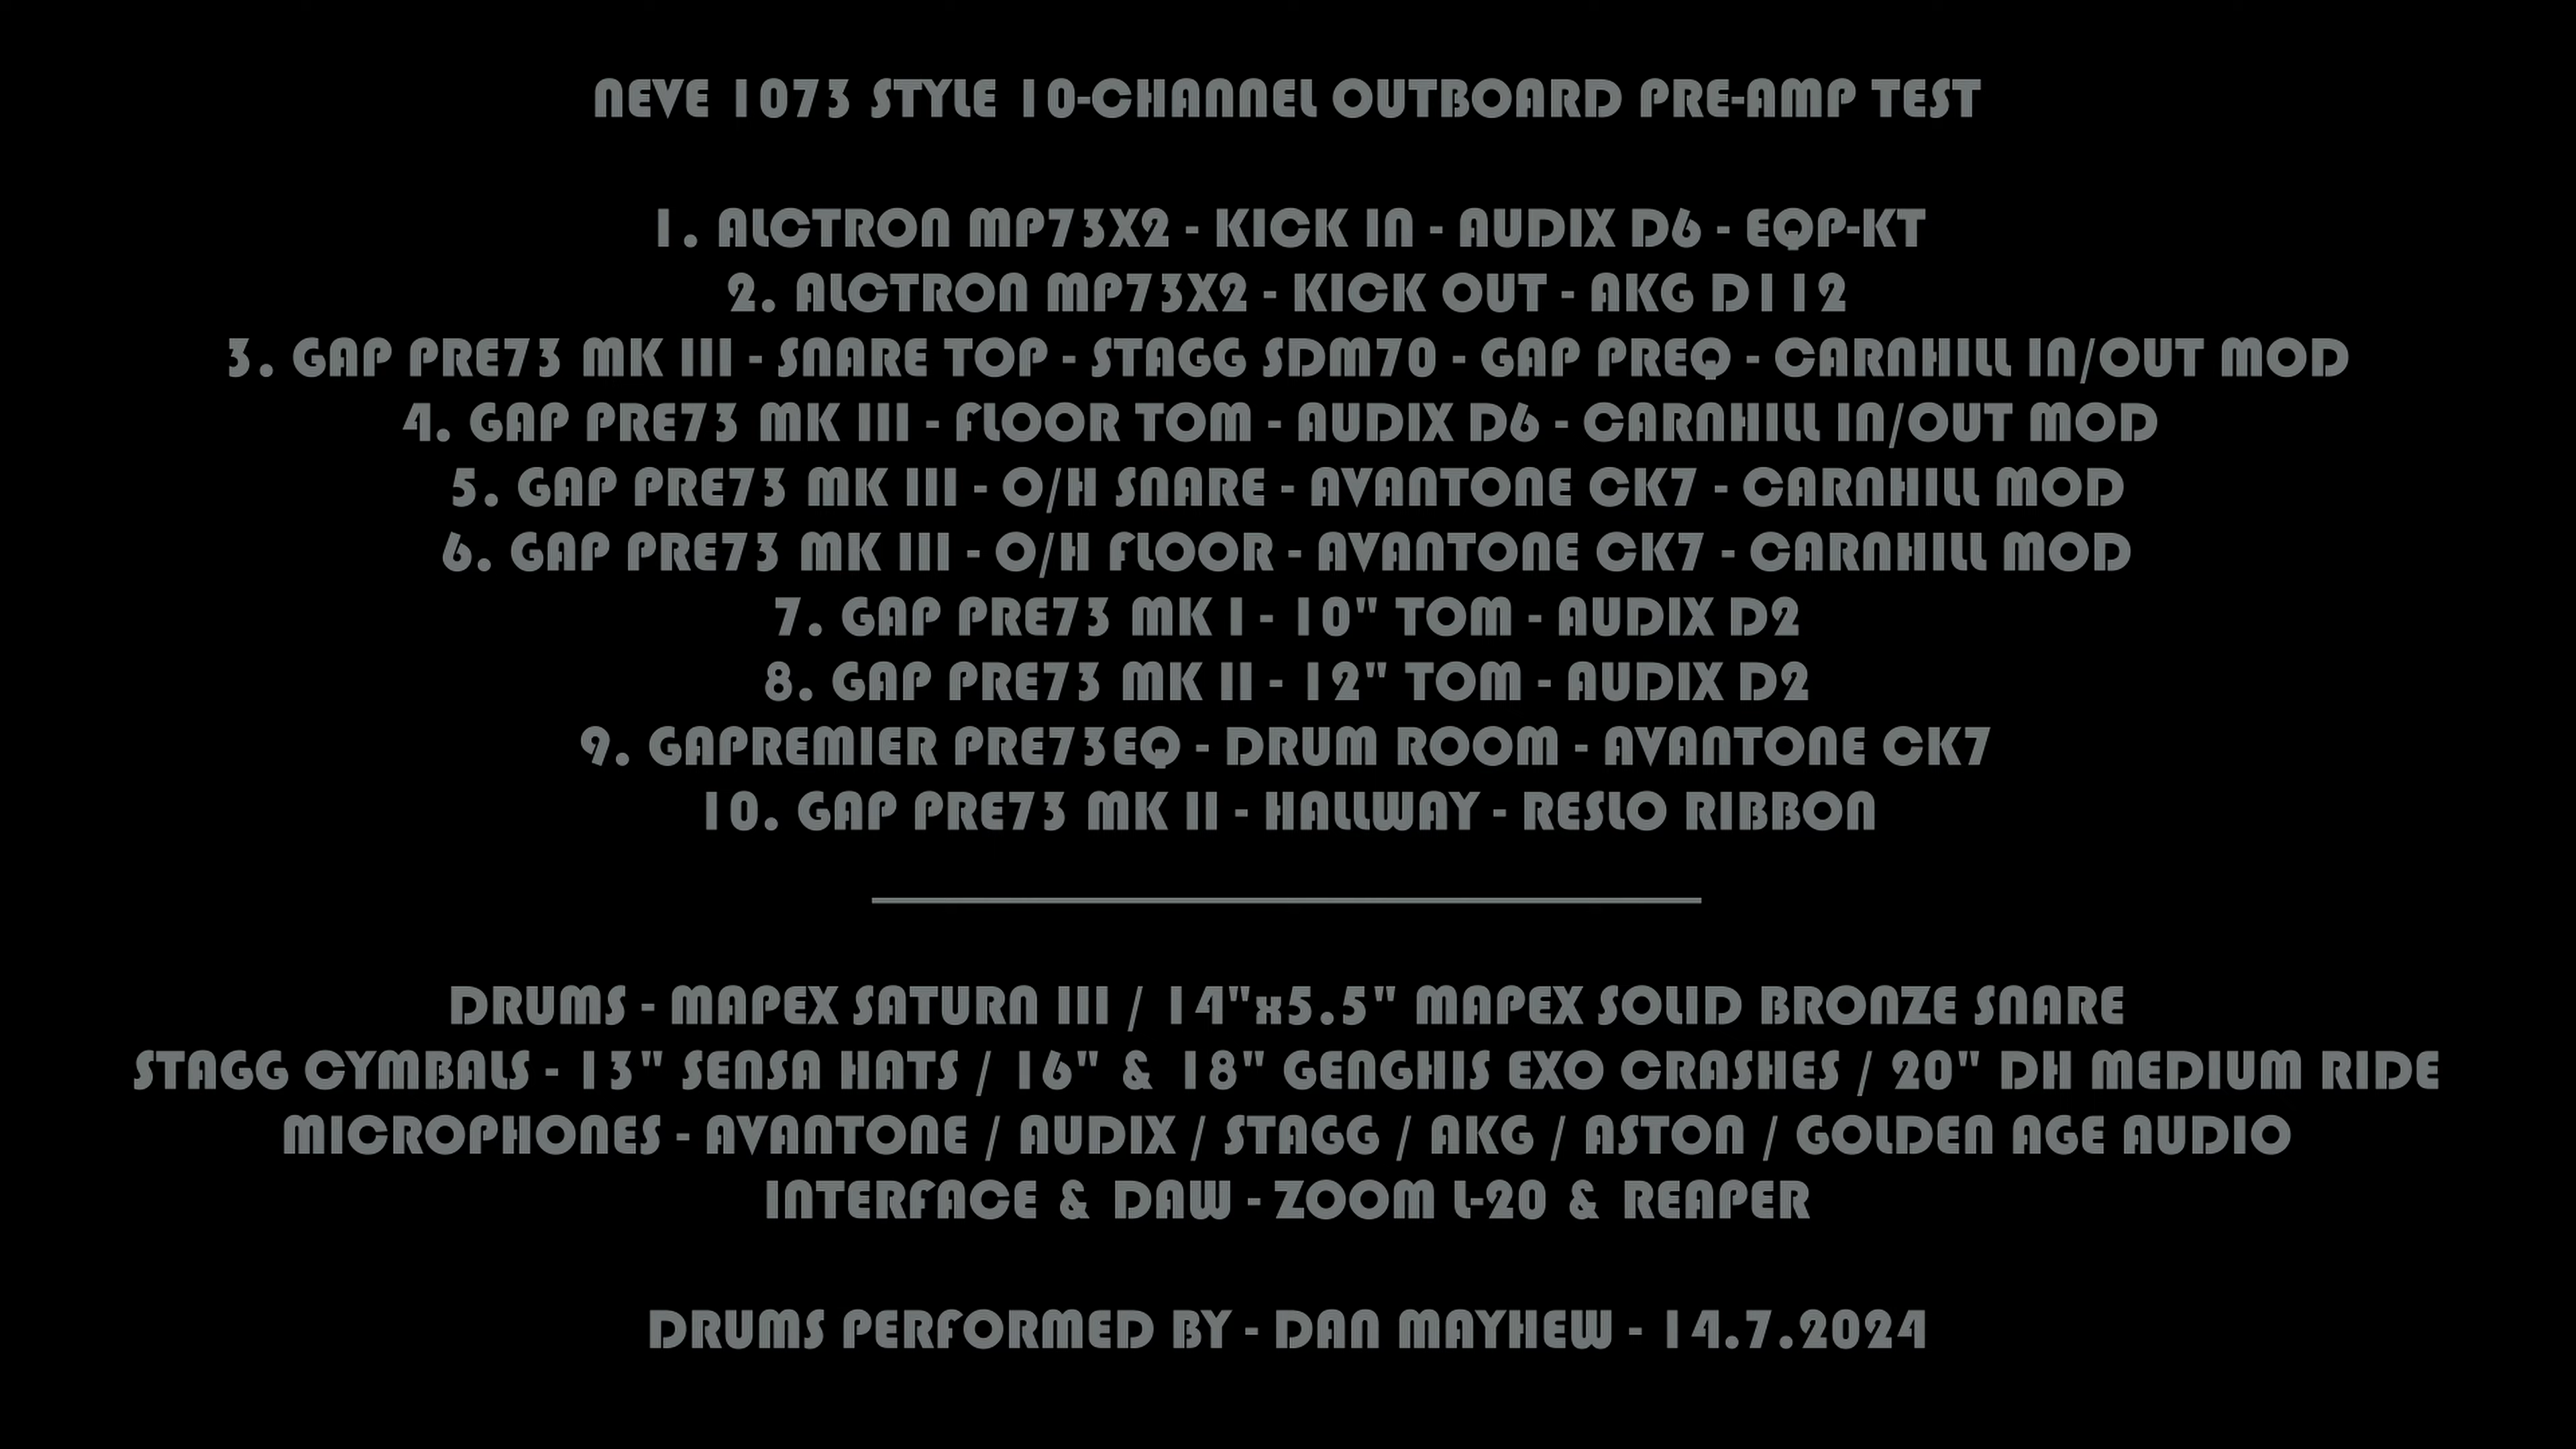 NEVE 1073 STYLE 10-CHANNEL OUTBOARD PRE-AMP TEST
1. ALCTRON MP73X2 - KICK IN - AUDIX D6 - EQP-KT
2. ALCTRON MP73X2 - KICK OUT - AKG D112
3. GAP PRE73 MK III - SNARE TOP - STAGG SDM70 - GAP PREQ - CARNHILL IN/OUT MOD
4. GAP PRE73 MK III - FLOOR TOM - AUDIX D6 - CARNHILL IN/OUT MOD
5. GAP PRE73 MK III - O/H SNARE - AVANTONE CK7 - CARNHILL MOD
6. GAP PRE73 MK III - O/H FLOOR - AVANTONE CK7 - CARNHILL MOD
7. GAP PRE73 MK I - 10" TOM - AUDIX D2
8. GAP PRE73 MK II - 12" TOM - AUDIX D2
9. GAPREMIER PRE73EQ - DRUM ROOM - AVANTONE CK7
10. GAP PRE73 MK II - HALLWAY - RESLO RIBBON
DRUMS - MAPEX SATURN III / 14"x5.5" MAPEX SOLID BRONZE SNARE
STAGG CYMBALS - 13" SENSA HATS / 16" & 18" GENGHIS EXO CRASHES / 20" DH MEDIUM RIDE
MICROPHONES - AVANTONE / AUDIX / STAGG / AKG / ASTON / GOLDEN AGE AUDIO
INTERFACE & DAW - ZOOM L-20 & REAPER
DRUMS PERFORMED BY - DAN MAYHEW - 14.7.2024